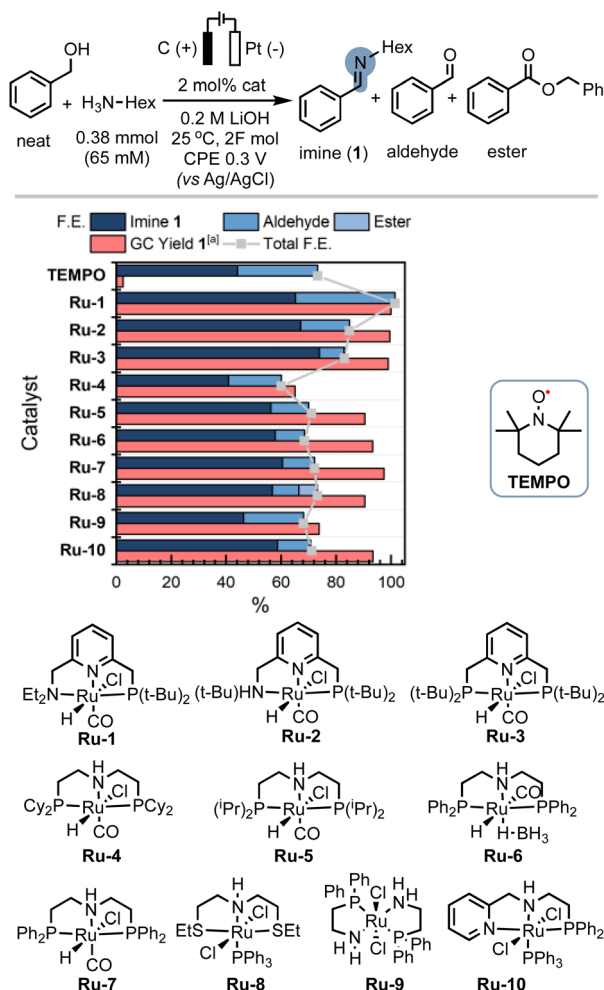 OH
C (+) Pt (-)
2 mol% cat
+ H₃N–Hex
neat
0.38 mmol
(65 mM)
0.2 M LiOH
25 °C, 2F mol
CPE 0.3 V
(vs Ag/AgCl)
N Hex
+
O
+
O
O Ph
imine (1) aldehyde ester
F.E. Imine 1 Aldehyde Ester
GC Yield 1[a] Total F.E.
Catalyst
TEMPO
Ru-1
Ru-2
Ru-3
Ru-4
Ru-5
Ru-6
Ru-7
Ru-8
Ru-9
Ru-10
0 20 40 60 80 100
%
O•
N
TEMPO
N Cl
Et₂N Ru P(t-Bu)₂
H CO
Ru-1
N Cl
(t-Bu)HN Ru P(t-Bu)₂
H CO
Ru-2
N Cl
(t-Bu)₂P Ru P(t-Bu)₂
H CO
Ru-3
H
N Cl
Cy₂P Ru PCy₂
H CO
Ru-4
H
N Cl
(ⁱPr)₂P Ru P(ⁱPr)₂
H CO
Ru-5
H
N CO
Ph₂P Ru PPh₂
H H-BH₃
Ru-6
H
N Cl
Ph₂P Ru PPh₂
H CO
Ru-7
H
N Cl
EtS Ru SEt
Cl PPh₃
Ru-8
Ph Cl H
Ph P N H
Ru
H N P Ph
H Cl Ph
Ru-9
H
N Cl
N Ru PPh₂
Cl PPh₃
Ru-10